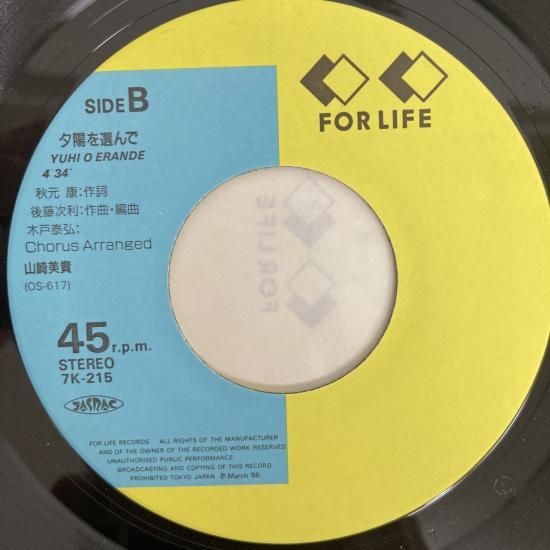 SIDE B
夕陽を選んで
YUHI O ERANDE
4'34"
秋元 康:作詞
後藤次利:作曲・編曲
木戸泰弘:
Chorus Arranged
山崎美貴
(OS-617)
45 r.p.m.
STEREO
7K-215
JASRAC
FOR LIFE RECORDS ALL RIGHTS OF THE MANUFACTURER
AND OF THE OWNER OF THE RECORDED WORK RESERVED
UNAUTHORISED PUBLIC PERFORMANCE.
BROADCASTING AND COPYING OF THIS RECORD
PROHIBITED TOKYO JAPAN ℗ March '86
FOR LIFE
FOR LIFE